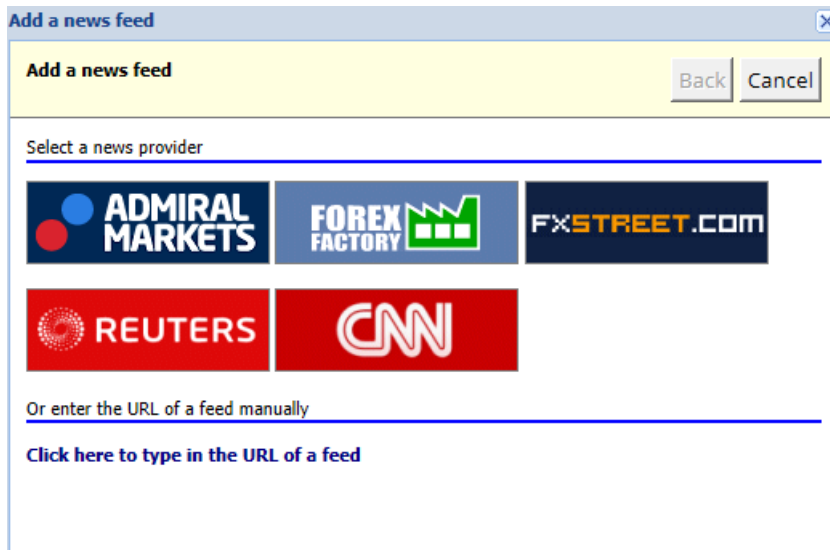 Add a news feed
Add a news feed
Back Cancel
Select a news provider
ADMIRAL
MARKETS
FOREX
FACTORY
FXSTREET.COM
REUTERS
CNN
Or enter the URL of a feed manually
Click here to type in the URL of a feed